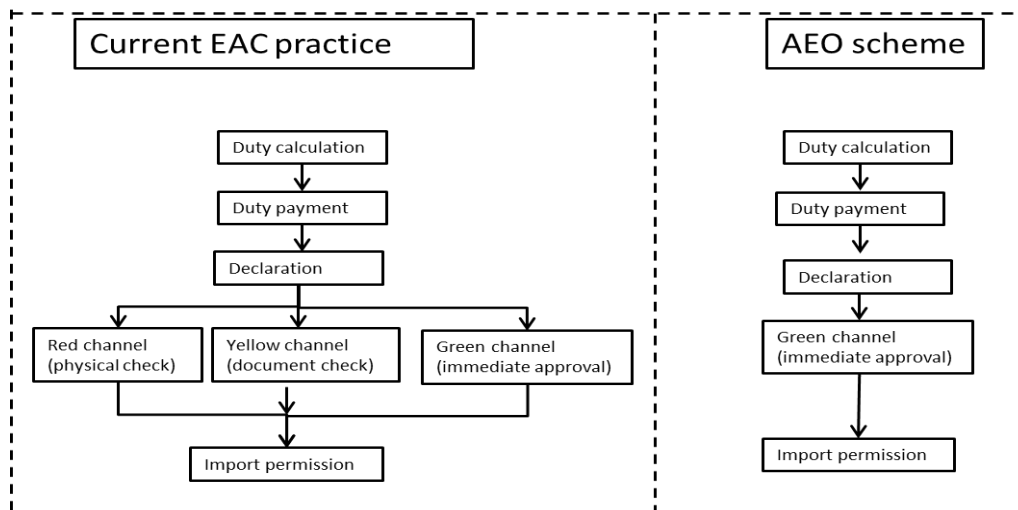 Current EAC practice
Duty calculation
Duty payment
Declaration
Red channel
(physical check)
Yellow channel
(document check)
Green channel
(immediate approval)
Import permission
AEO scheme
Duty calculation
Duty payment
Declaration
Green channel
(immediate approval)
Import permission